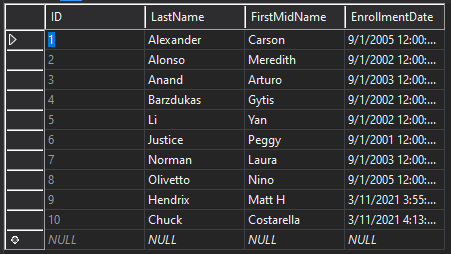 ID LastName FirstMidName EnrollmentDate
1 Alexander Carson 9/1/2005 12:00:...
2 Alonso Meredith 9/1/2002 12:00:...
3 Anand Arturo 9/1/2003 12:00:...
4 Barzdukas Gytis 9/1/2002 12:00:...
5 Li Yan 9/1/2002 12:00:...
6 Justice Peggy 9/1/2001 12:00:...
7 Norman Laura 9/1/2003 12:00:...
8 Olivetto Nino 9/1/2005 12:00:...
9 Hendrix Matt H 3/11/2021 3:55:...
10 Chuck Costarella 3/11/2021 4:13:...
NULL NULL NULL NULL